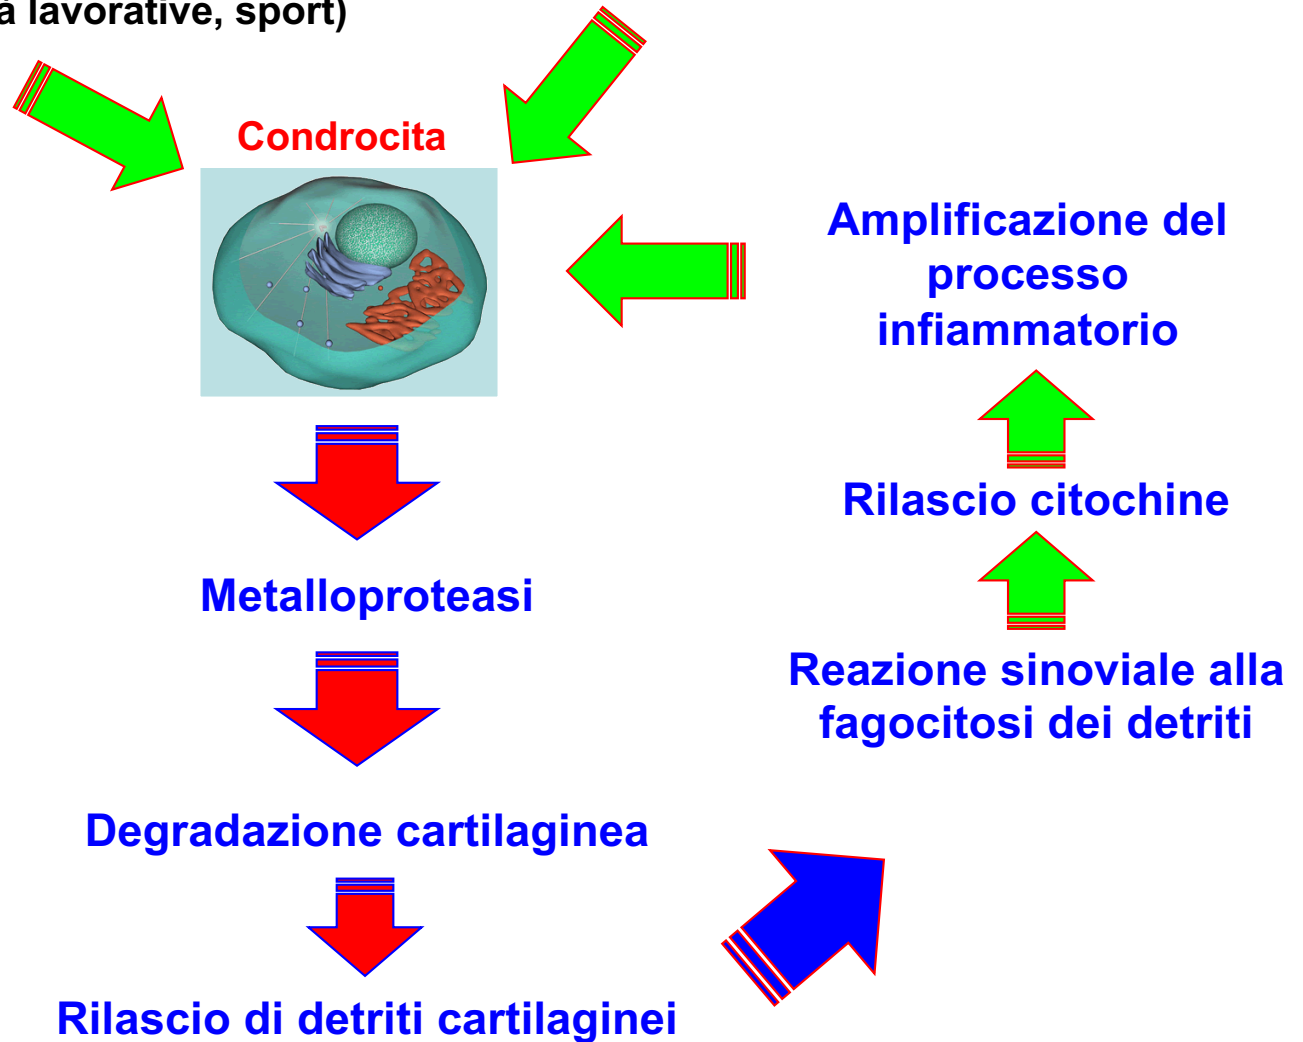 à lavorative, sport)
Condrocita
Amplificazione del
processo
infiammatorio
Rilascio citochine
Metalloproteasi
Reazione sinoviale alla
fagocitosi dei detriti
Degradazione cartilaginea
Rilascio di detriti cartilaginei